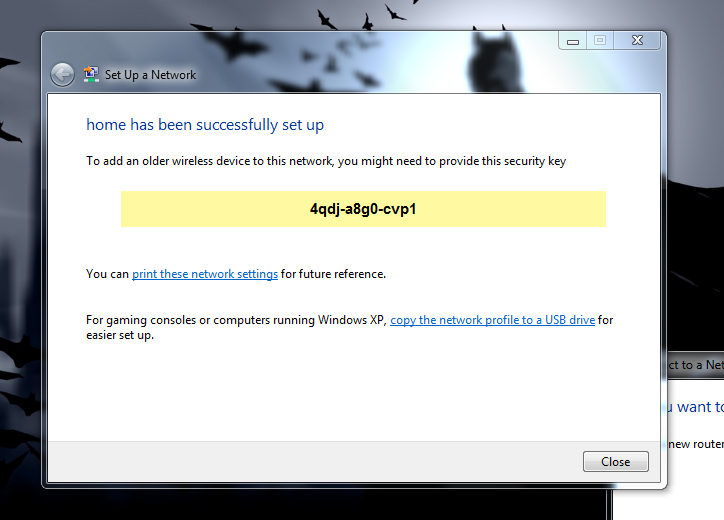 Set Up a Network
home has been successfully set up
To add an older wireless device to this network, you might need to provide this security key
4qdj-a8g0-cvp1
You can print these network settings for future reference.
For gaming consoles or computers running Windows XP, copy the network profile to a USB drive for
easier set up.
to a Net
want to
new router
Close